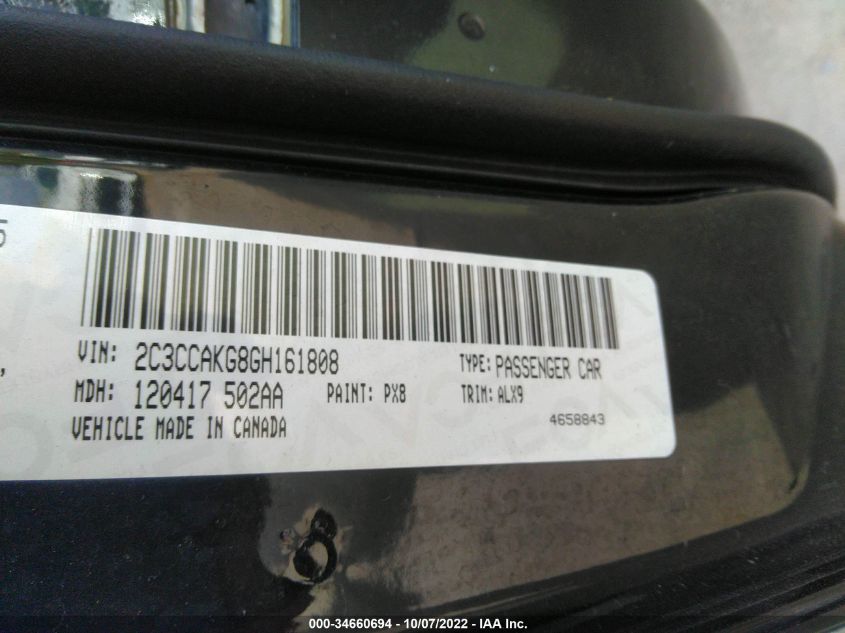 VIN: 2C3CCAKG8GH161808 TYPE: PASSENGER CAR
MDH: 120417 502AA PAINT: PX8 TRIM: ALX9
VEHICLE MADE IN CANADA 4658843
8
000-34660694 - 10/07/2022 - IAA Inc.